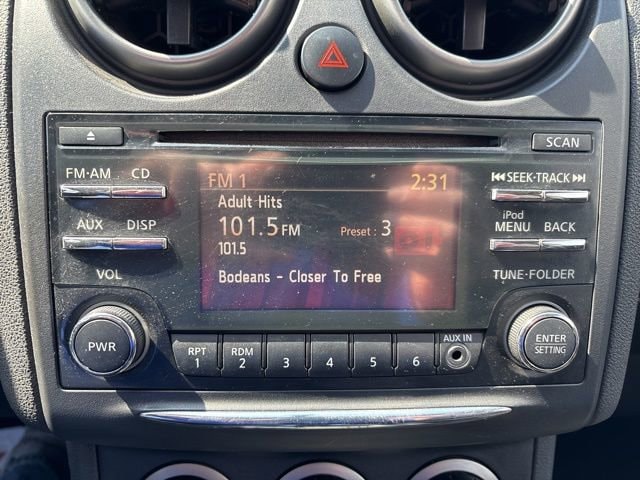 SCAN
FM·AM CD
FM 1 2:31
SEEK·TRACK
Adult Hits
101.5 FM Preset : 3
101.5
iPod
AUX DISP
MENU BACK
Bodeans - Closer To Free
VOL
TUNE·FOLDER
PWR
RPT 1
RDM 2
3
4
5
6
AUX IN
ENTER
SETTING